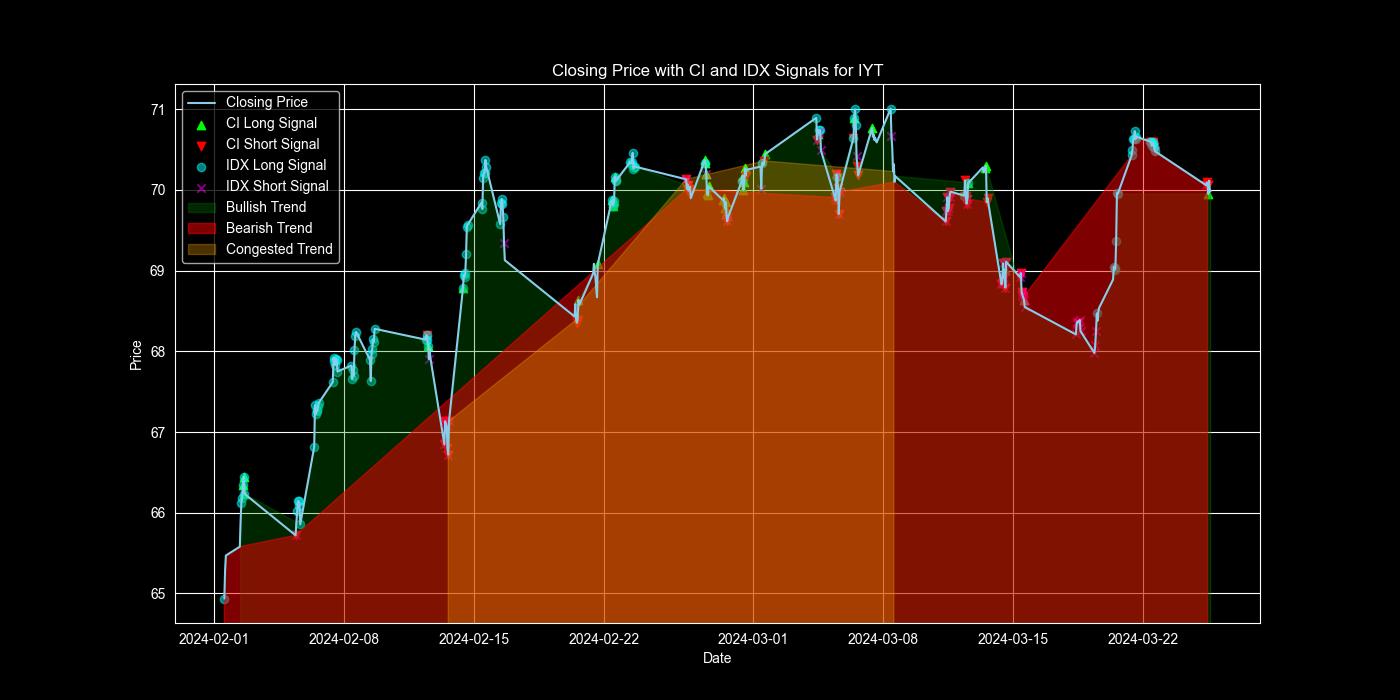 Closing Price with CI and IDX Signals for IYT
Closing Price
CI Long Signal
CI Short Signal
IDX Long Signal
IDX Short Signal
Bullish Trend
Bearish Trend
Congested Trend
71
70
69
68
67
66
65
Price
2024-02-01 2024-02-08 2024-02-15 2024-02-22 2024-03-01 2024-03-08 2024-03-15 2024-03-22
Date